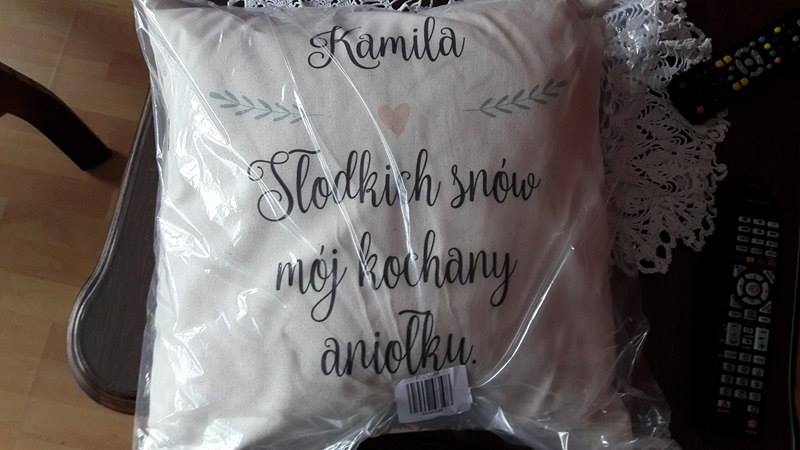 Kamila
Słodkich snów
mój kochany
aniołku.